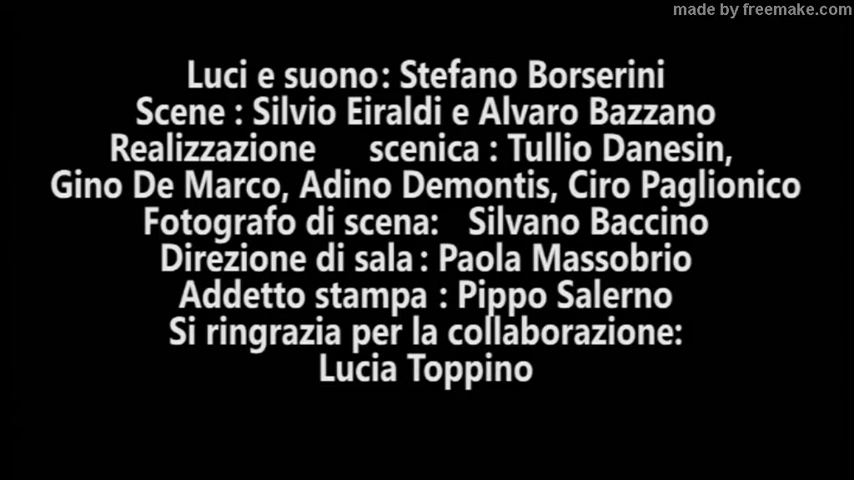 made by freemake.com
Luci e suono: Stefano Borserini
Scene : Silvio Eiraldi e Alvaro Bazzano
Realizzazione scenica : Tullio Danesin,
Gino De Marco, Adino Demontis, Ciro Paglionico
Fotografo di scena: Silvano Baccino
Direzione di sala : Paola Massobrio
Addetto stampa : Pippo Salerno
Si ringrazia per la collaborazione:
Lucia Toppino